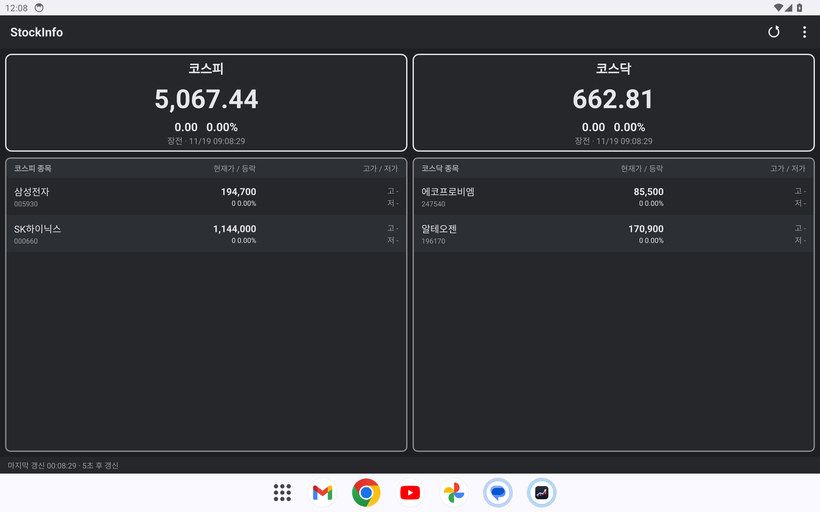 12:08
StockInfo
코스피
5,067.44
0.00 0.00%
장전 · 11/19 09:08:29
코스닥
662.81
0.00 0.00%
장전 · 11/19 09:08:29
코스피 종목 현재가 / 등락 고가 / 저가
삼성전자 194,700 고 -
005930 0 0.00% 저 -
SK하이닉스 1,144,000 고 -
000660 0 0.00% 저 -
코스닥 종목 현재가 / 등락 고가 / 저가
에코프로비엠 85,500 고 -
247540 0 0.00% 저 -
알테오젠 170,900 고 -
196170 0 0.00% 저 -
마지막 갱신 00:08:29 · 5초 후 갱신